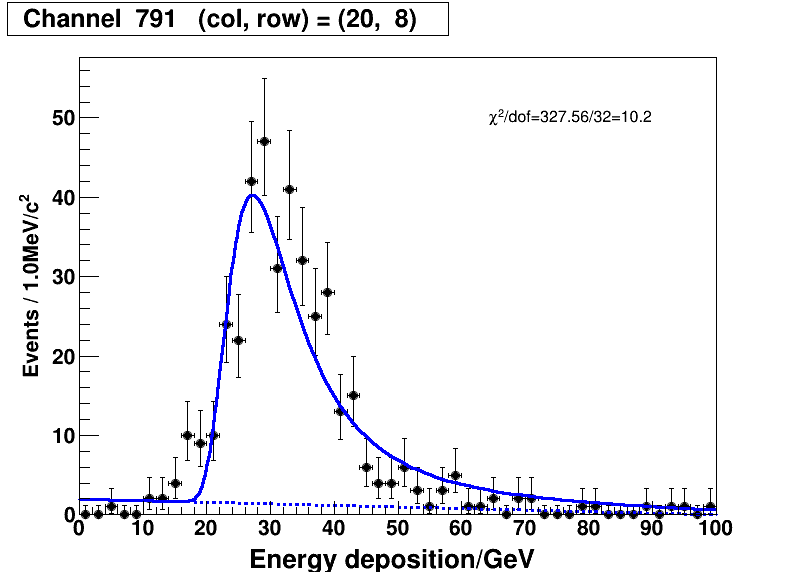 Channel 791 (col, row) = (20, 8)
χ²/dof=327.56/32=10.2
Events / 1.0MeV/c²
50
40
30
20
10
0
0 10 20 30 40 50 60 70 80 90 100
Energy deposition/GeV